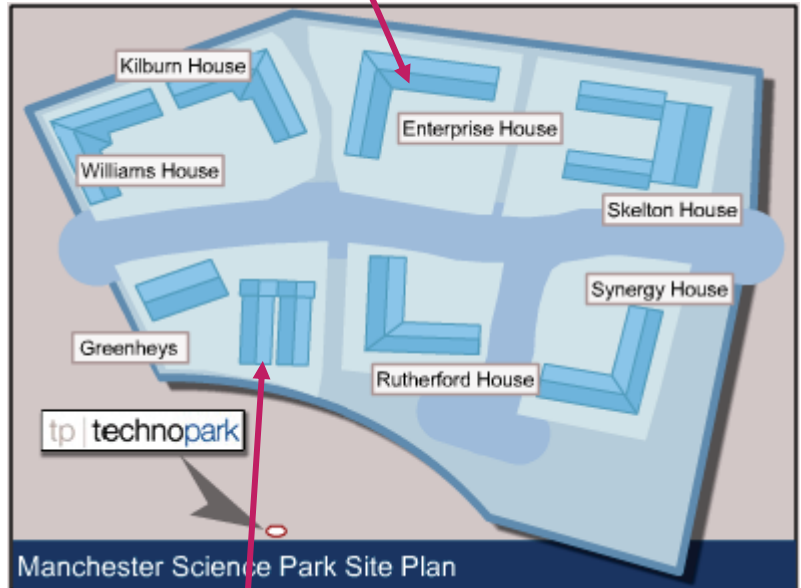 Kilburn House
Enterprise House
Williams House
Skelton House
Synergy House
Greenheys
Rutherford House
tp | technopark
Manchester Science Park Site Plan